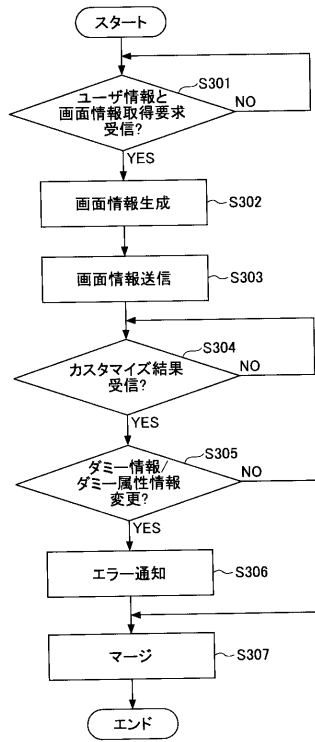 スタート
S301
ユーザ情報と
画面情報取得要求
受信?
NO
YES
画面情報生成
S302
画面情報送信
S303
S304
カスタマイズ結果
受信?
NO
YES
S305
ダミー情報/
ダミー属性情報
変更?
NO
YES
エラー通知
S306
マージ
S307
エンド